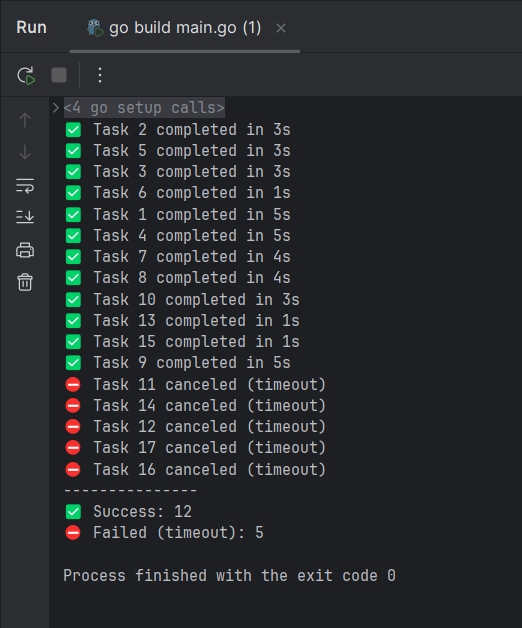 Run go build main.go (1)
<4 go setup calls>
✅ Task 2 completed in 3s
✅ Task 5 completed in 3s
✅ Task 3 completed in 3s
✅ Task 6 completed in 1s
✅ Task 1 completed in 5s
✅ Task 4 completed in 5s
✅ Task 7 completed in 4s
✅ Task 8 completed in 4s
✅ Task 10 completed in 3s
✅ Task 13 completed in 1s
✅ Task 15 completed in 1s
✅ Task 9 completed in 5s
⛔ Task 11 canceled (timeout)
⛔ Task 14 canceled (timeout)
⛔ Task 12 canceled (timeout)
⛔ Task 17 canceled (timeout)
⛔ Task 16 canceled (timeout)
---------------
✅ Success: 12
⛔ Failed (timeout): 5
Process finished with the exit code 0